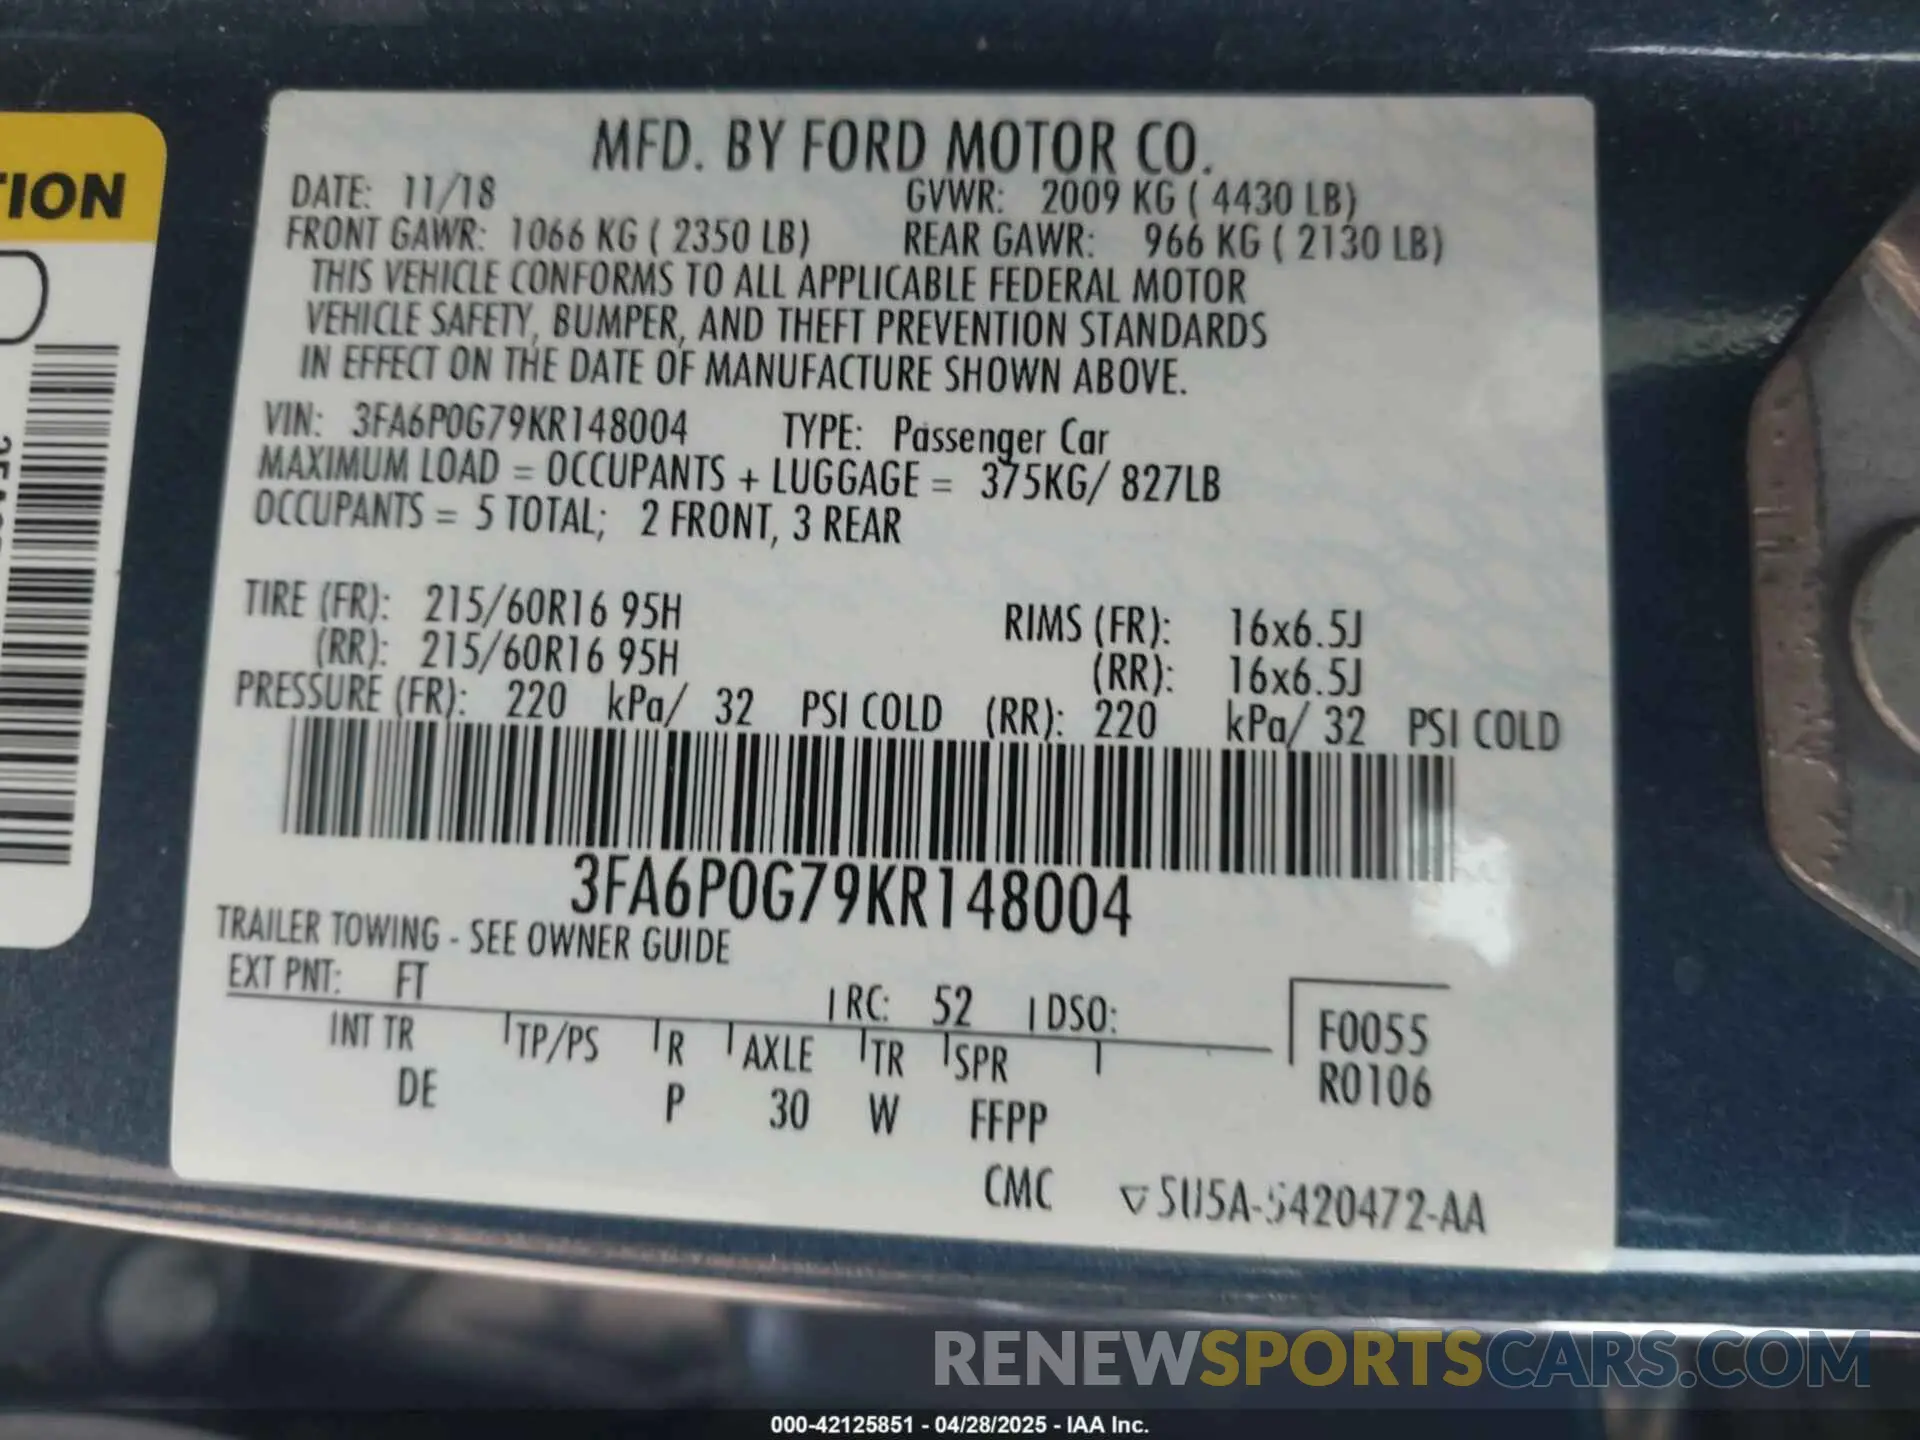 TION
MFD. BY FORD MOTOR CO.
DATE: 11/18 GVWR: 2009 KG ( 4430 LB)
FRONT GAWR: 1066 KG ( 2350 LB) REAR GAWR: 966 KG ( 2130 LB)
THIS VEHICLE CONFORMS TO ALL APPLICABLE FEDERAL MOTOR
VEHICLE SAFETY, BUMPER, AND THEFT PREVENTION STANDARDS
IN EFFECT ON THE DATE OF MANUFACTURE SHOWN ABOVE.
VIN: 3FA6P0G79KR148004 TYPE: Passenger Car
MAXIMUM LOAD = OCCUPANTS + LUGGAGE = 375KG/ 827LB
OCCUPANTS = 5 TOTAL; 2 FRONT, 3 REAR
TIRE (FR): 215/60R16 95H RIMS (FR): 16x6.5J
(RR): 215/60R16 95H (RR): 16x6.5J
PRESSURE (FR): 220 kPa/ 32 PSI COLD (RR): 220 kPa/ 32 PSI COLD
3FA6P0G79KR148004
TRAILER TOWING - SEE OWNER GUIDE
EXT PNT: FT RC: 52 DSO:
INT TR TP/PS R AXLE TR SPR
DE P 30 W FFPP
F0055
R0106
CMC 5U5A-5420472-AA
RENEWSPORTSCARS.COM
000-42125851 - 04/28/2025 - IAA Inc.